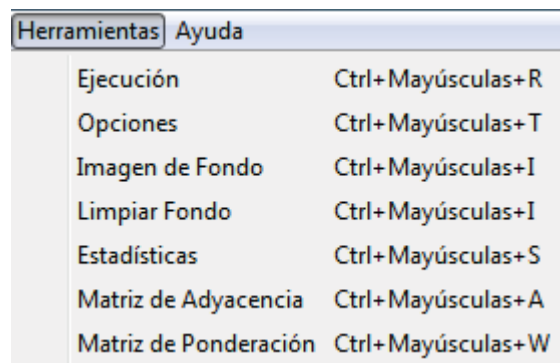 Herramientas Ayuda
Ejecución Ctrl+Mayúsculas+R
Opciones Ctrl+Mayúsculas+T
Imagen de Fondo Ctrl+Mayúsculas+I
Limpiar Fondo Ctrl+Mayúsculas+I
Estadísticas Ctrl+Mayúsculas+S
Matriz de Adyacencia Ctrl+Mayúsculas+A
Matriz de Ponderación Ctrl+Mayúsculas+W